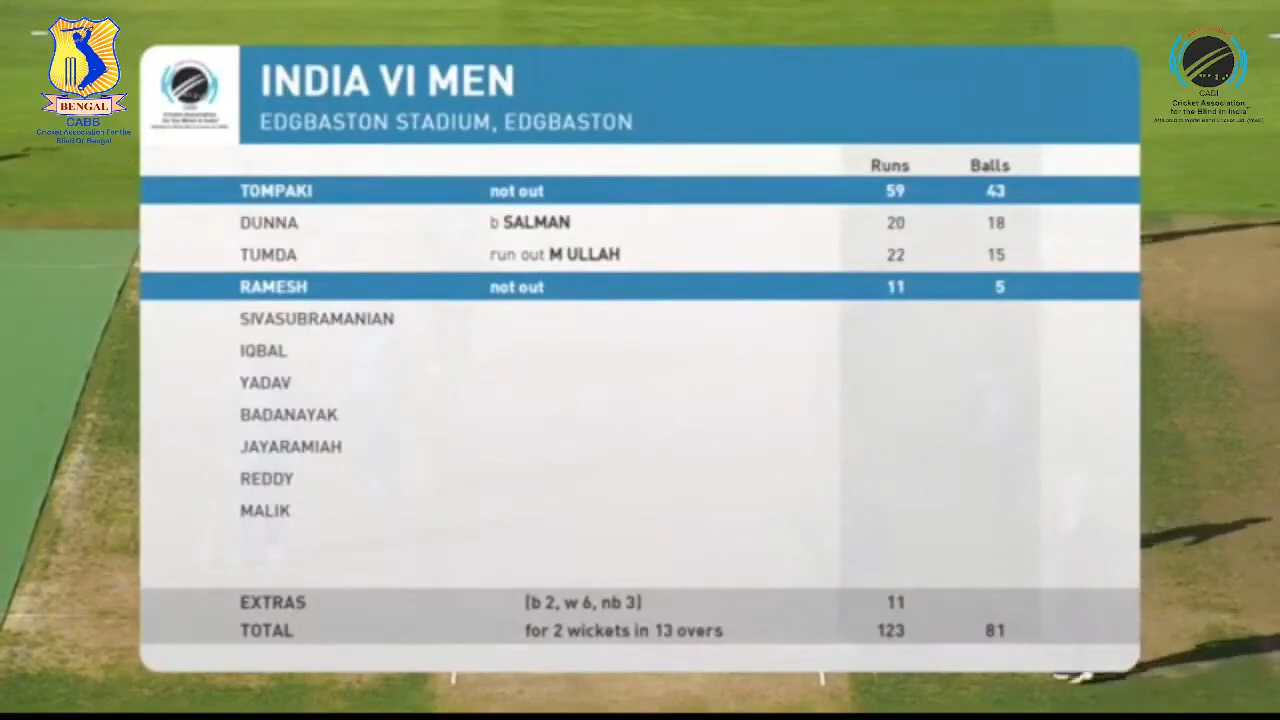 BENGAL
CABB
Cricket Association For the
Blind Of Bengal
INDIA VI MEN
EDGBASTON STADIUM, EDGBASTON
CABI
Cricket Association
for the Blind in India
Runs Balls
TOMPAKI not out 59 43
DUNNA b SALMAN 20 18
TUMDA run out M ULLAH 22 15
RAMESH not out 11 5
SIVASUBRAMANIAN
IQBAL
YADAV
BADANAYAK
JAYARAMIAH
REDDY
MALIK
EXTRAS (b 2, w 6, nb 3) 11
TOTAL for 2 wickets in 13 overs 123 81